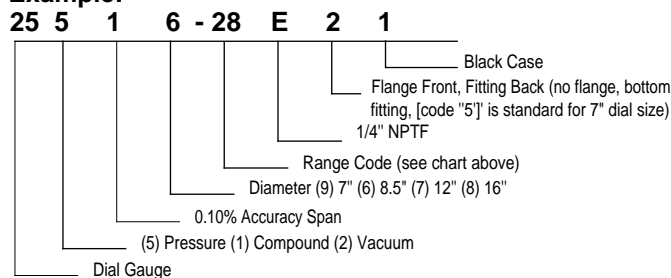 Example:
25 5 1 6 - 28 E 2 1
Black Case
Flange Front, Fitting Back (no flange, bottom
fitting, [code "5']' is standard for 7" dial size)
1/4" NPTF
Range Code (see chart above)
Diameter (9) 7" (6) 8.5" (7) 12" (8) 16"
0.10% Accuracy Span
(5) Pressure (1) Compound (2) Vacuum
Dial Gauge